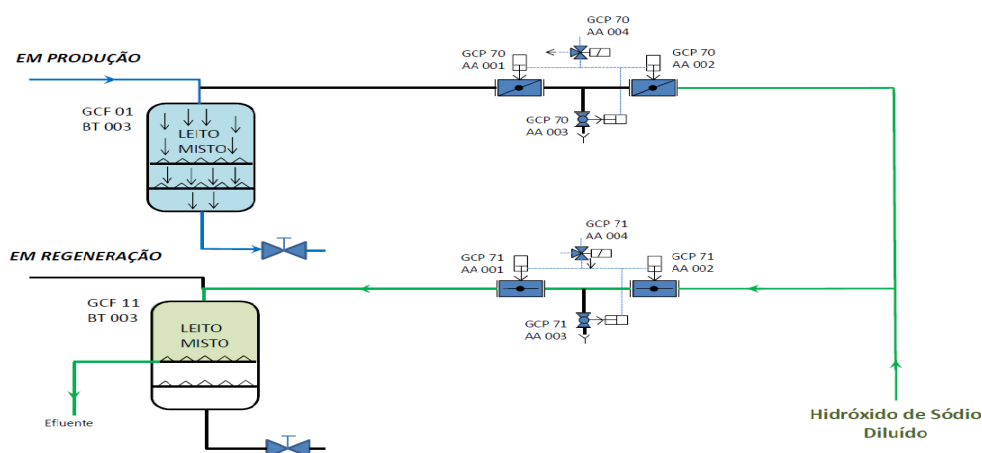 EM PRODUÇÃO
GCF 01
BT 003
LEITO
MISTO
GCP 70
AA 001
GCP 70
AA 004
GCP 70
AA 002
GCP 70
AA 003
EM REGENERAÇÃO
GCF 11
BT 003
LEITO
MISTO
GCP 71
AA 001
GCP 71
AA 004
GCP 71
AA 002
GCP 71
AA 003
Efluente
Hidróxido de Sódio
Diluído